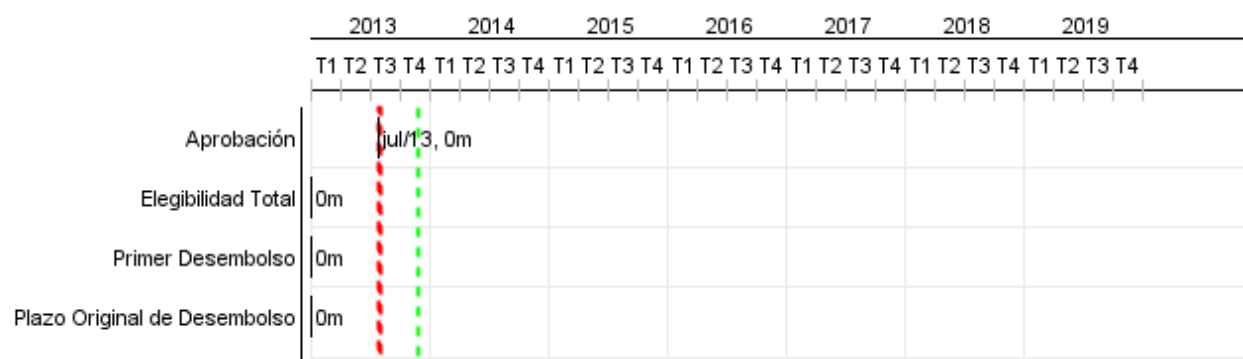 2013 2014 2015 2016 2017 2018 2019
T1 T2 T3 T4 T1 T2 T3 T4 T1 T2 T3 T4 T1 T2 T3 T4 T1 T2 T3 T4 T1 T2 T3 T4 T1 T2 T3 T4
Aprobación jul/13, 0m
Elegibilidad Total 0m
Primer Desembolso 0m
Plazo Original de Desembolso 0m